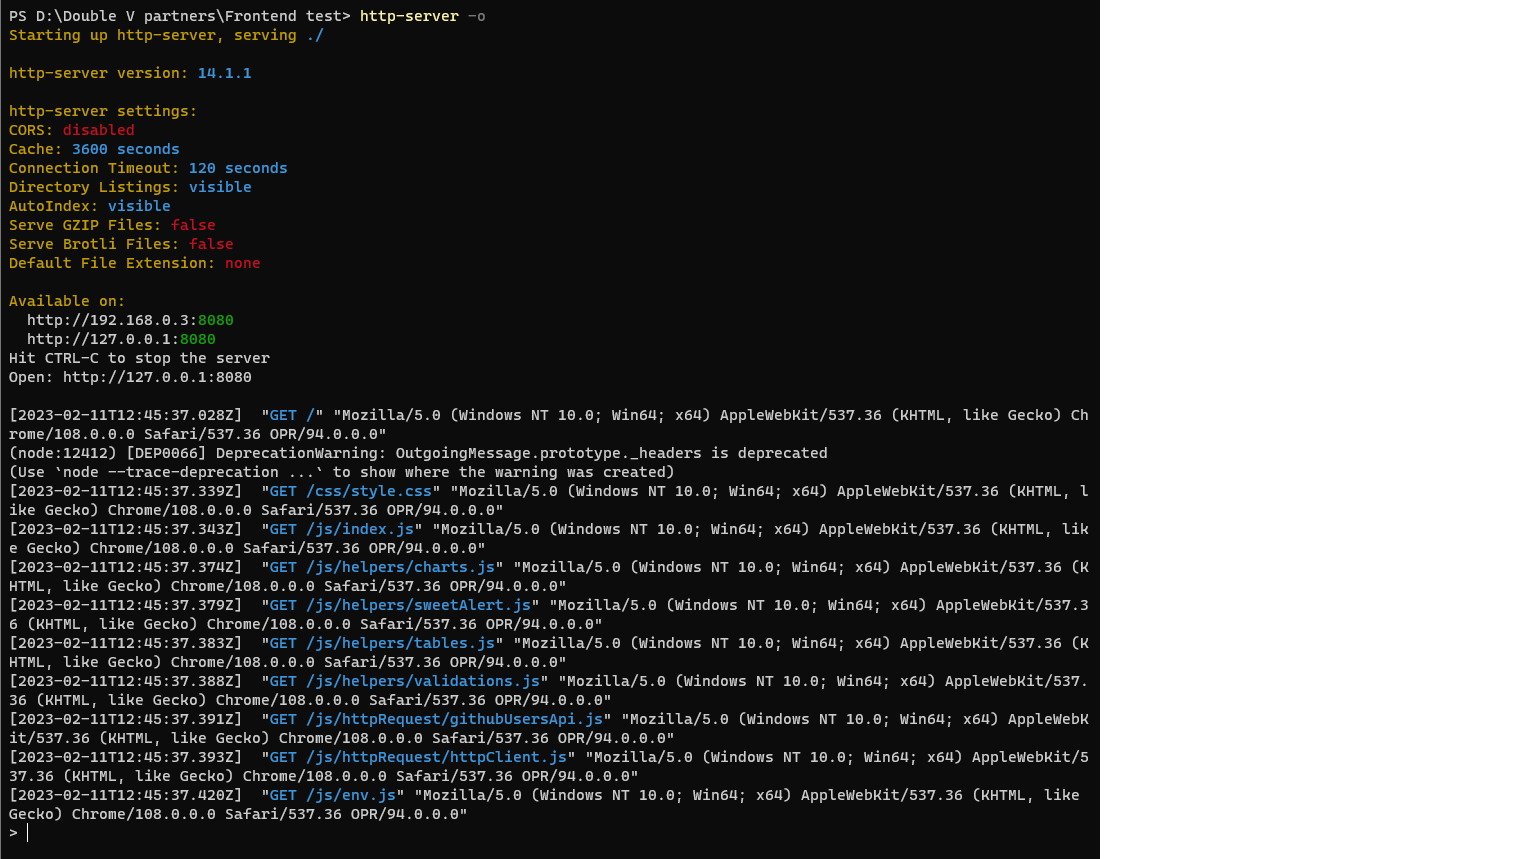 PS D:\Double V partners\Frontend test> http-server -o
Starting up http-server, serving ./
http-server version: 14.1.1
http-server settings:
CORS: disabled
Cache: 3600 seconds
Connection Timeout: 120 seconds
Directory Listings: visible
AutoIndex: visible
Serve GZIP Files: false
Serve Brotli Files: false
Default File Extension: none
Available on:
  http://192.168.0.3:8080
  http://127.0.0.1:8080
Hit CTRL-C to stop the server
Open: http://127.0.0.1:8080
[2023-02-11T12:45:37.028Z]  "GET /" "Mozilla/5.0 (Windows NT 10.0; Win64; x64) AppleWebKit/537.36 (KHTML, like Gecko) Ch
rome/108.0.0.0 Safari/537.36 OPR/94.0.0.0"
(node:12412) [DEP0066] DeprecationWarning: OutgoingMessage.prototype._headers is deprecated
(Use `node --trace-deprecation ...` to show where the warning was created)
[2023-02-11T12:45:37.339Z]  "GET /css/style.css" "Mozilla/5.0 (Windows NT 10.0; Win64; x64) AppleWebKit/537.36 (KHTML, l
ike Gecko) Chrome/108.0.0.0 Safari/537.36 OPR/94.0.0.0"
[2023-02-11T12:45:37.343Z]  "GET /js/index.js" "Mozilla/5.0 (Windows NT 10.0; Win64; x64) AppleWebKit/537.36 (KHTML, lik
e Gecko) Chrome/108.0.0.0 Safari/537.36 OPR/94.0.0.0"
[2023-02-11T12:45:37.374Z]  "GET /js/helpers/charts.js" "Mozilla/5.0 (Windows NT 10.0; Win64; x64) AppleWebKit/537.36 (K
HTML, like Gecko) Chrome/108.0.0.0 Safari/537.36 OPR/94.0.0.0"
[2023-02-11T12:45:37.379Z]  "GET /js/helpers/sweetAlert.js" "Mozilla/5.0 (Windows NT 10.0; Win64; x64) AppleWebKit/537.3
6 (KHTML, like Gecko) Chrome/108.0.0.0 Safari/537.36 OPR/94.0.0.0"
[2023-02-11T12:45:37.383Z]  "GET /js/helpers/tables.js" "Mozilla/5.0 (Windows NT 10.0; Win64; x64) AppleWebKit/537.36 (K
HTML, like Gecko) Chrome/108.0.0.0 Safari/537.36 OPR/94.0.0.0"
[2023-02-11T12:45:37.388Z]  "GET /js/helpers/validations.js" "Mozilla/5.0 (Windows NT 10.0; Win64; x64) AppleWebKit/537.
36 (KHTML, like Gecko) Chrome/108.0.0.0 Safari/537.36 OPR/94.0.0.0"
[2023-02-11T12:45:37.391Z]  "GET /js/httpRequest/githubUsersApi.js" "Mozilla/5.0 (Windows NT 10.0; Win64; x64) AppleWebK
it/537.36 (KHTML, like Gecko) Chrome/108.0.0.0 Safari/537.36 OPR/94.0.0.0"
[2023-02-11T12:45:37.393Z]  "GET /js/httpRequest/httpClient.js" "Mozilla/5.0 (Windows NT 10.0; Win64; x64) AppleWebKit/5
37.36 (KHTML, like Gecko) Chrome/108.0.0.0 Safari/537.36 OPR/94.0.0.0"
[2023-02-11T12:45:37.420Z]  "GET /js/env.js" "Mozilla/5.0 (Windows NT 10.0; Win64; x64) AppleWebKit/537.36 (KHTML, like
Gecko) Chrome/108.0.0.0 Safari/537.36 OPR/94.0.0.0"
>